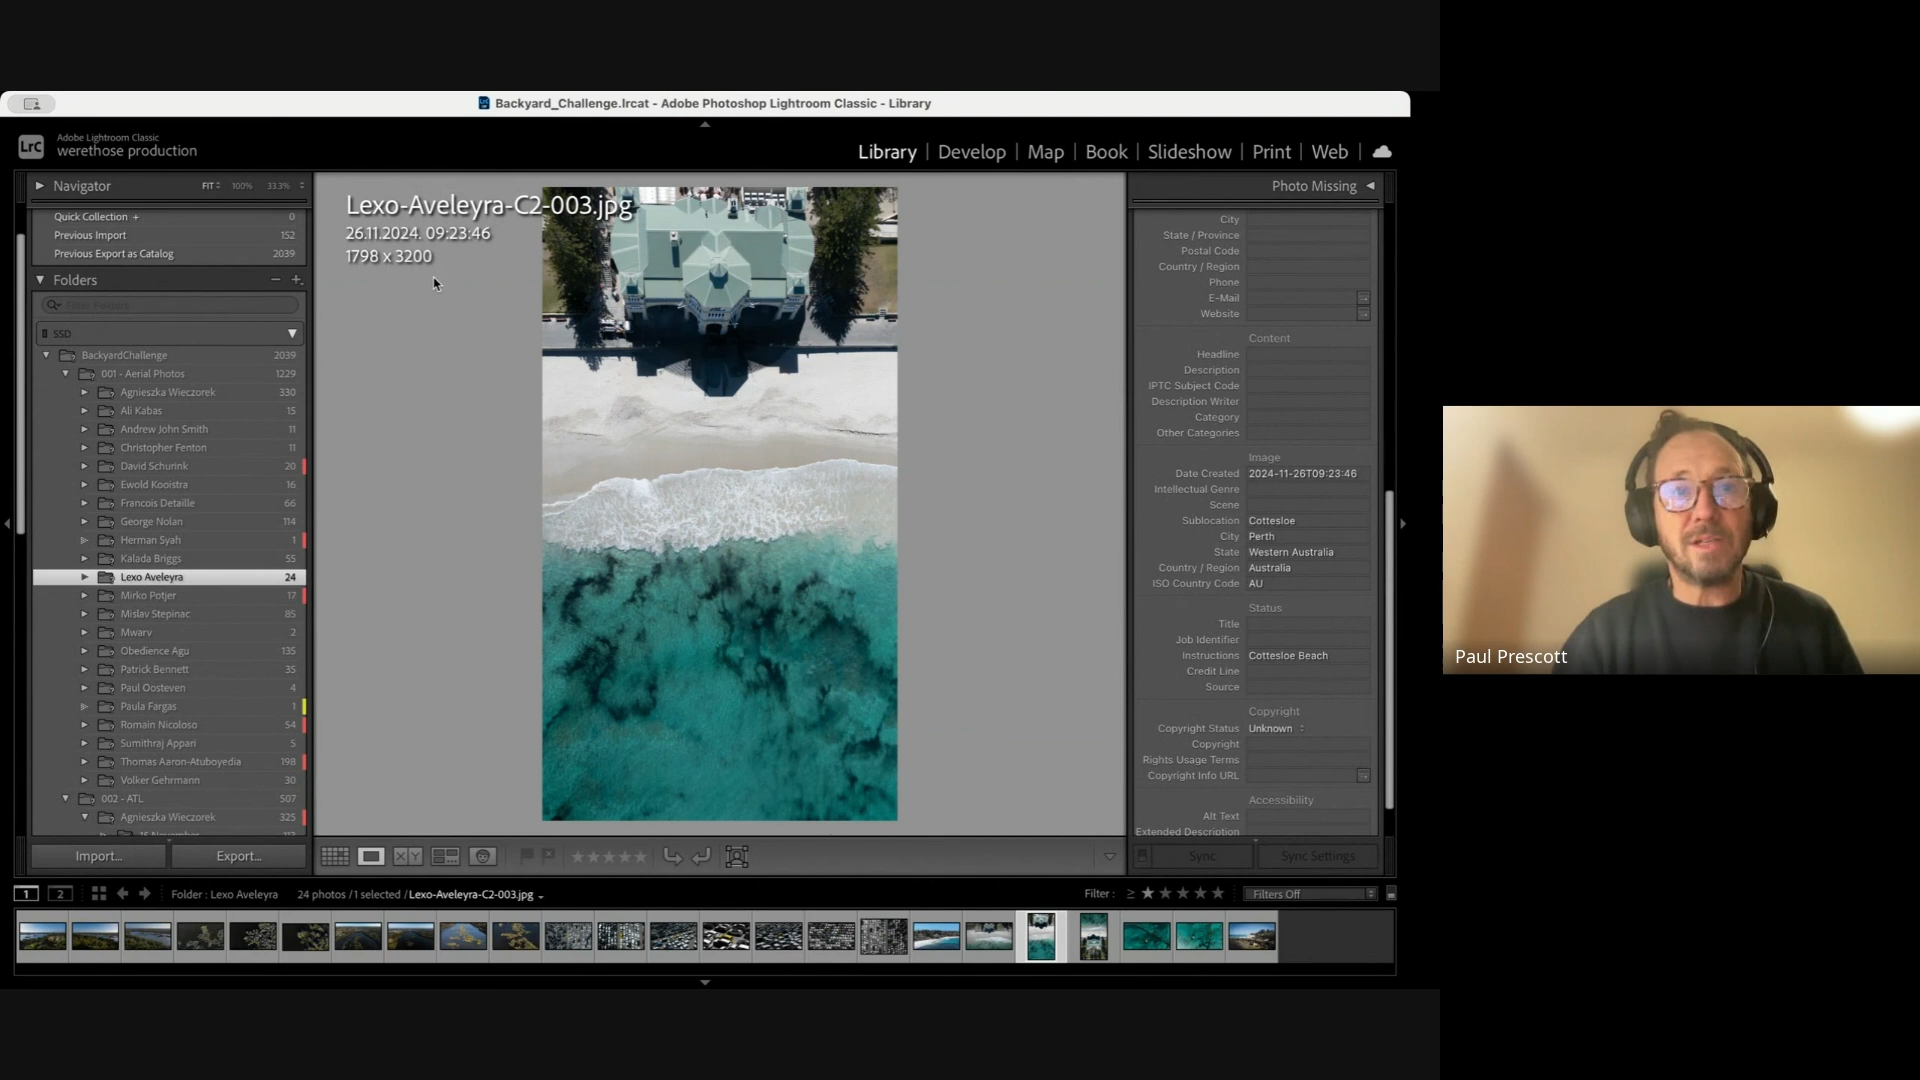 Backyard_Challenge.lrcat - Adobe Photoshop Lightroom Classic - Library
LrC
Adobe Lightroom Classic
werethose production
Library | Develop | Map | Book | Slideshow | Print | Web |
Navigator FIT 100% 33.3%
Quick Collection + 0
Previous Import 152
Previous Export as Catalog 2039
Folders
Filter Folders
SSD
BackyardChallenge 2039
001 - Aerial Photos 1229
Agnieszka Wieczorek 330
Ali Kabas 15
Andrew John Smith 11
Christopher Fenton 11
David Schurink 20
Ewold Kooistra 16
Francois Detaille 66
George Nolan 114
Herman Syah 1
Kalada Briggs 55
Lexo Aveleyra 24
Mirko Potjer 17
Mislav Stepinac 85
Mwarv 2
Obedience Agu 135
Patrick Bennett 35
Paul Oosteven 4
Paula Fargas 1
Romain Nicoloso 54
Sumithraj Appari 5
Thomas Aaron-Atuboyedia 198
Volker Gehrmann 30
002 - ATL 507
Agnieszka Wieczorek 325
Import...
Export...
Lexo-Aveleyra-C2-003.jpg
26.11.2024. 09:23:46
1798 x 3200
Photo Missing
City
State / Province
Postal Code
Country / Region
Phone
E-Mail
Website
Content
Headline
Description
IPTC Subject Code
Description Writer
Category
Other Categories
Image
Date Created 2024-11-26T09:23:46
Intellectual Genre
Scene
Sublocation Cottesloe
City Perth
State Western Australia
Country / Region Australia
ISO Country Code AU
Status
Title
Job Identifier
Instructions Cottesloe Beach
Credit Line
Source
Copyright
Copyright Status Unknown
Copyright
Rights Usage Terms
Copyright Info URL
Accessibility
Alt Text
Extended Description
Sync
Sync Settings
XY
1 2 Folder : Lexo Aveleyra 24 photos / 1 selected / Lexo-Aveleyra-C2-003.jpg
Filter : ≥ Filters Off
Paul Prescott